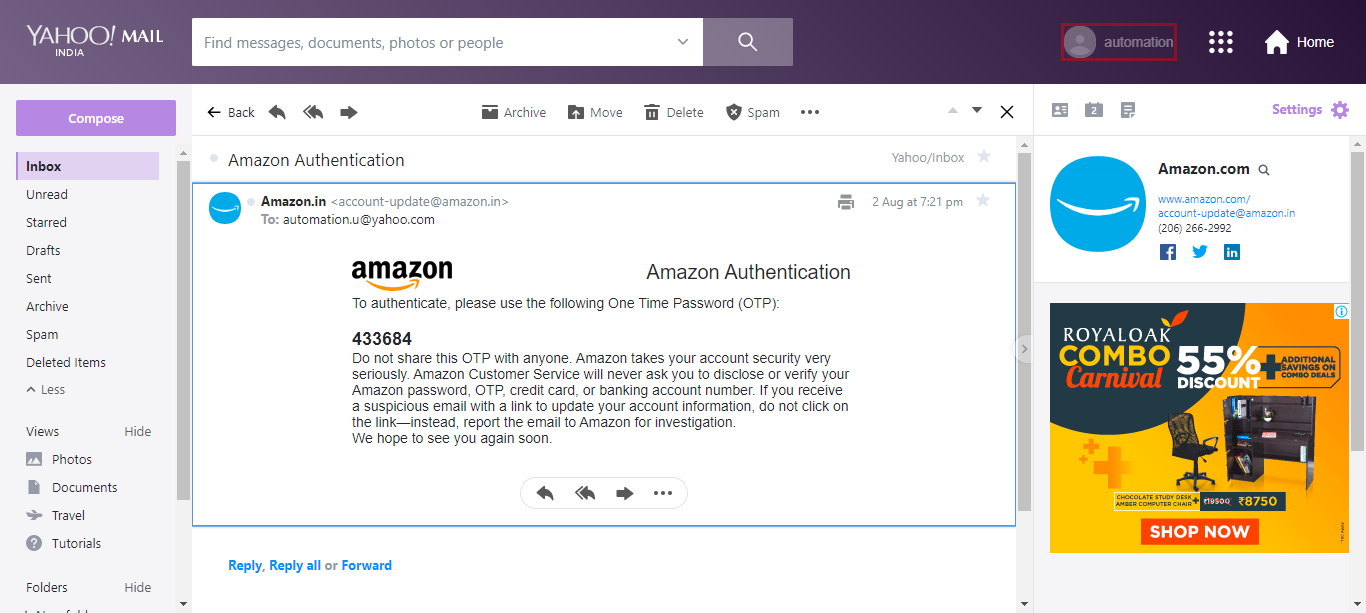 YAHOO! MAIL
INDIA
Find messages, documents, photos or people
automation
Home
Compose
Inbox
Unread
Starred
Drafts
Sent
Archive
Spam
Deleted Items
Less
Views Hide
Photos
Documents
Travel
Tutorials
Folders Hide
Back
Archive Move Delete Spam
Amazon Authentication
Yahoo/Inbox
Amazon.in <account-update@amazon.in>
2 Aug at 7:21 pm
To: automation.u@yahoo.com
amazon
Amazon Authentication
To authenticate, please use the following One Time Password (OTP):
433684
Do not share this OTP with anyone. Amazon takes your account security very
seriously. Amazon Customer Service will never ask you to disclose or verify your
Amazon password, OTP, credit card, or banking account number. If you receive
a suspicious email with a link to update your account information, do not click on
the link—instead, report the email to Amazon for investigation.
We hope to see you again soon.
Reply, Reply all or Forward
2
Settings
Amazon.com
www.amazon.com/
account-update@amazon.in
(206) 266-2992
ROYALOAK
COMBO
Carnival
55%
DISCOUNT
+
ADDITIONAL
SAVINGS ON
COMBO DEALS
CHOCOLATE STUDY DESK
AMBER COMPUTER CHAIR
+
₹19500
₹8750
SHOP NOW